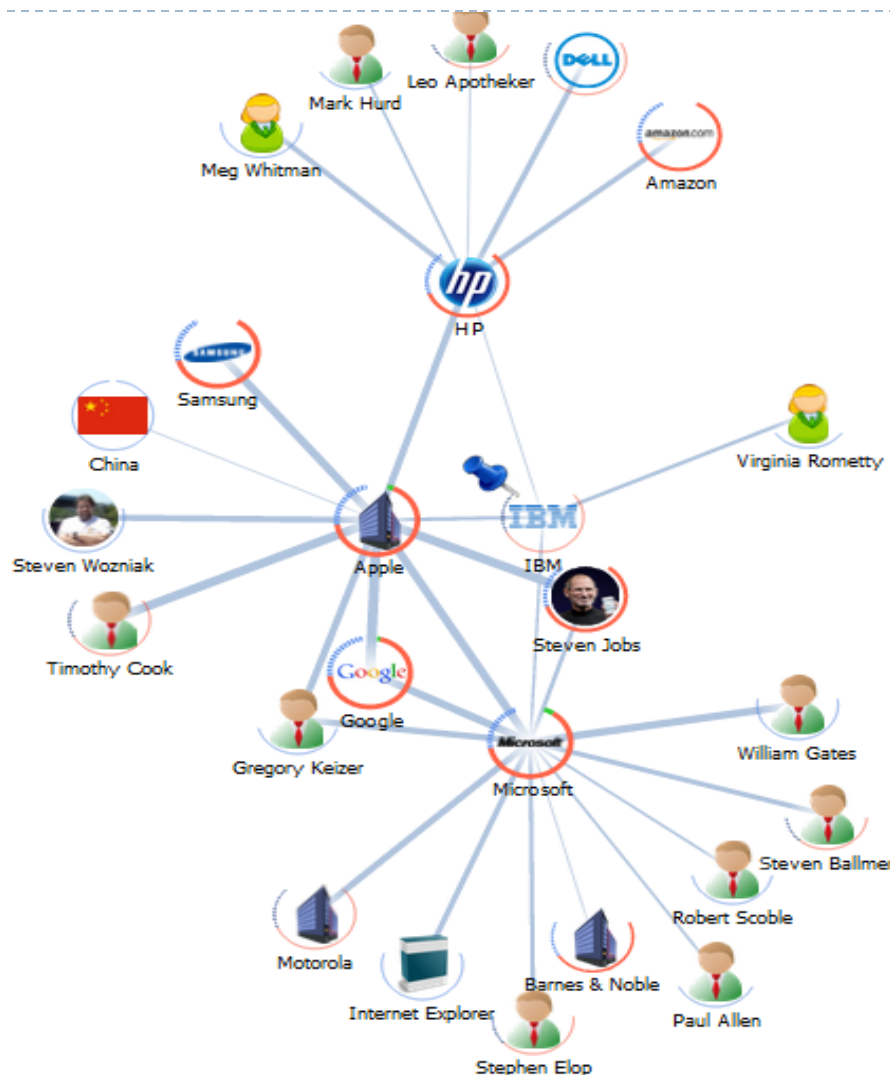 DELL
Leo Apotheker
Mark Hurd
amazon.com
Meg Whitman
Amazon
hp
HP
SAMSUNG
Samsung
China
Virginia Rometty
IBM
Steven Wozniak
Apple
IBM
Steven Jobs
Timothy Cook
Google
Google
Gregory Keizer
Microsoft
William Gates
Microsoft
Steven Ballmer
Robert Scoble
Motorola
Barnes & Noble
Internet Explorer
Paul Allen
Stephen Elop